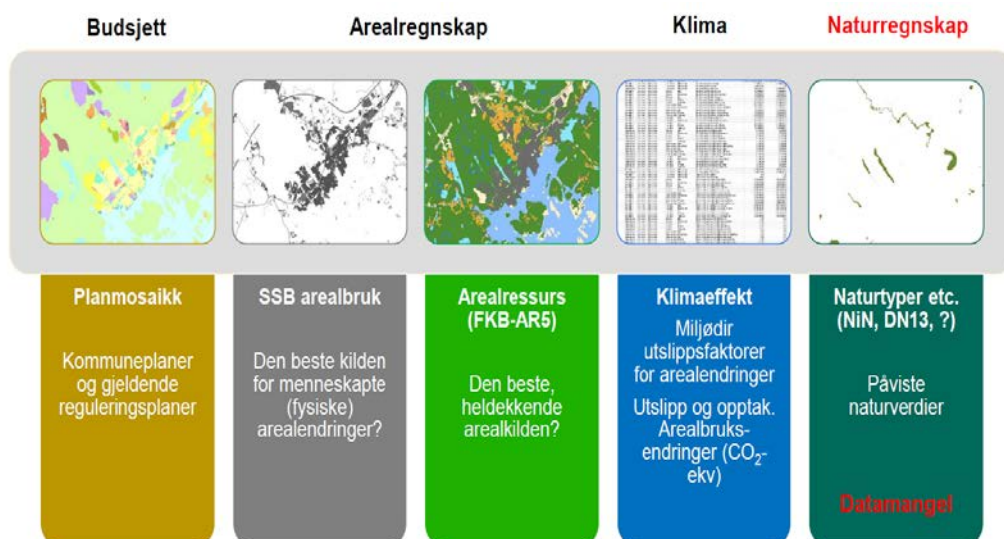 Budsjett
Arealregnskap
Klima
Naturregnskap
Planmosaikk
Kommuneplaner
og gjeldende
reguleringsplaner
SSB arealbruk
Den beste kilden
for menneskapte
(fysiske)
arealendringer?
Arealressurs
(FKB-AR5)
Den beste,
heldekkende
arealkilden?
Klimaeffekt
Miljødir
utslippsfaktorer
for arealendringer
Utslipp og opptak.
Arealbruks-
endringer (CO₂-
ekv)
Naturtyper etc.
(NiN, DN13, ?)
Påviste
naturverdier
Datamangel